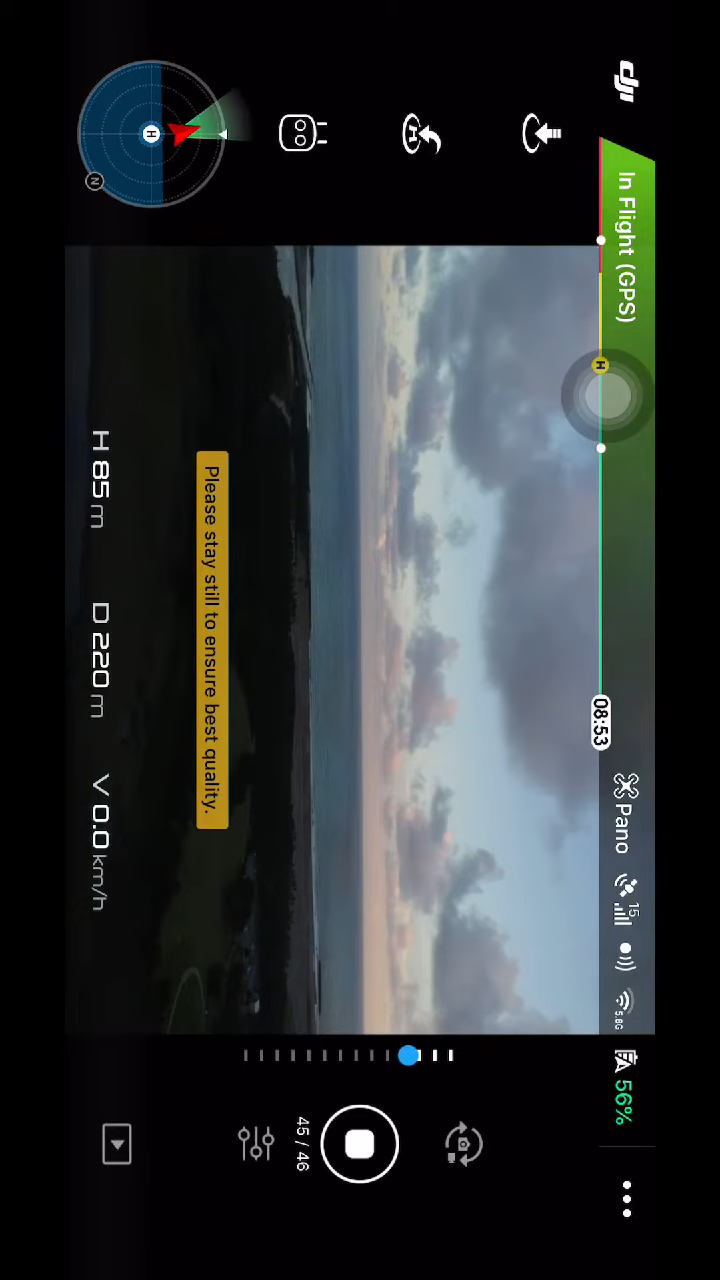 dji
In Flight (GPS)
Pano
15
5.8G
56%
H
08:53
H
N
Please stay still to ensure best quality.
45 / 46
H 85 m
D 220 m
V 0.0 km/h